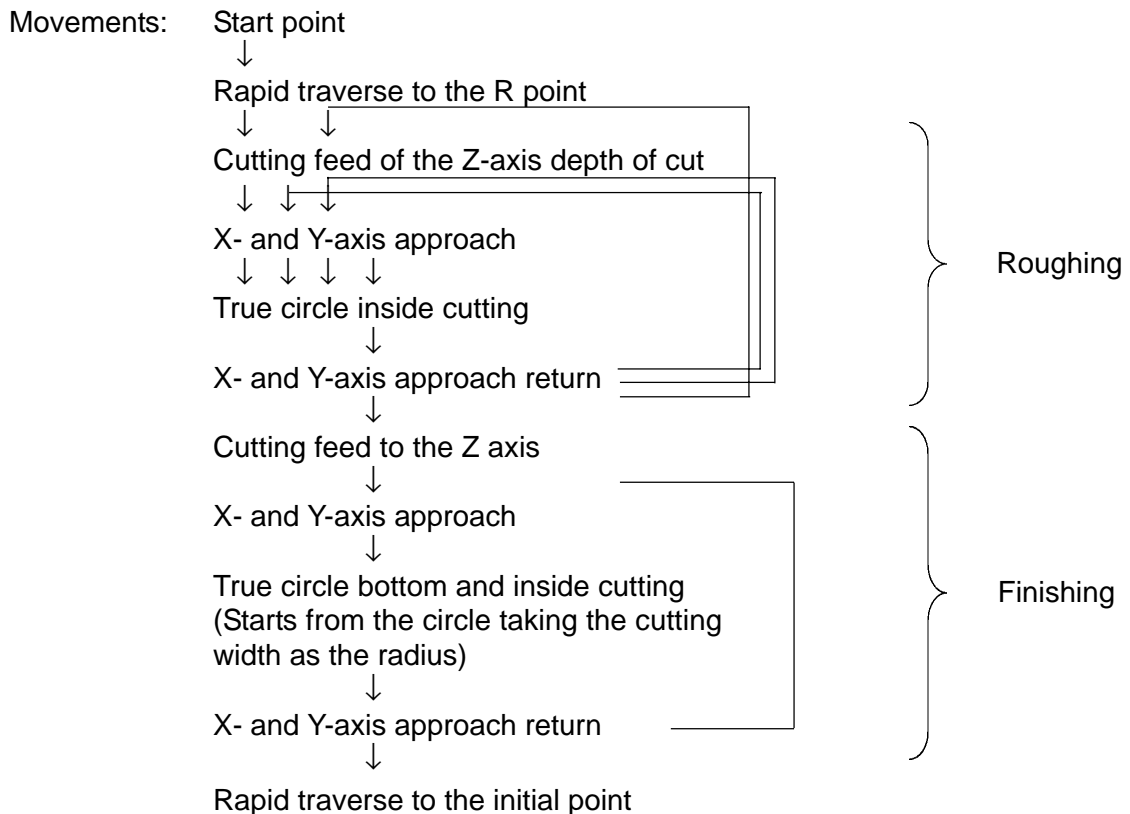 Movements: Start point
Rapid traverse to the R point
Cutting feed of the Z-axis depth of cut
X- and Y-axis approach
Roughing
True circle inside cutting
X- and Y-axis approach return
Cutting feed to the Z axis
X- and Y-axis approach
True circle bottom and inside cutting
Finishing
(Starts from the circle taking the cutting
width as the radius)
X- and Y-axis approach return
Rapid traverse to the initial point